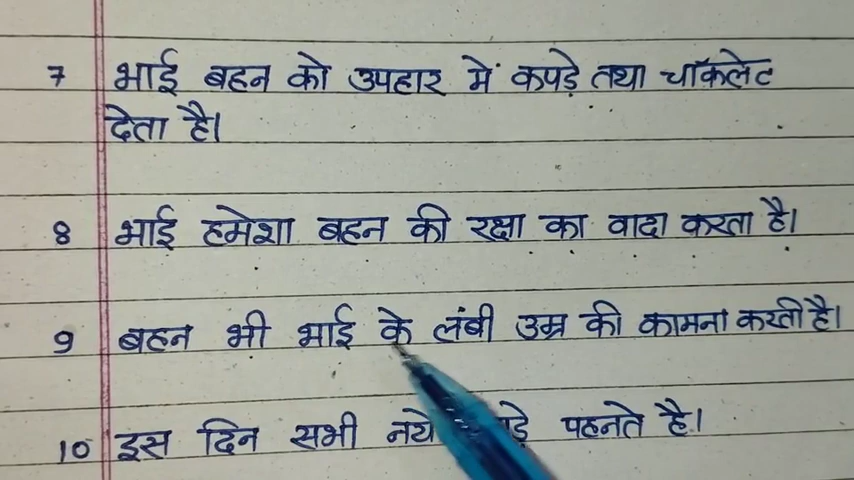 7 भाई बहन को उपहार में कपड़े तथा चॉकलेट
देता है।
8 भाई हमेशा बहन की रक्षा का वादा करता है।
9 बहन भी भाई के लंबी उम्र की कामना करती है।
10 इस दिन सभी नये पहनते है।